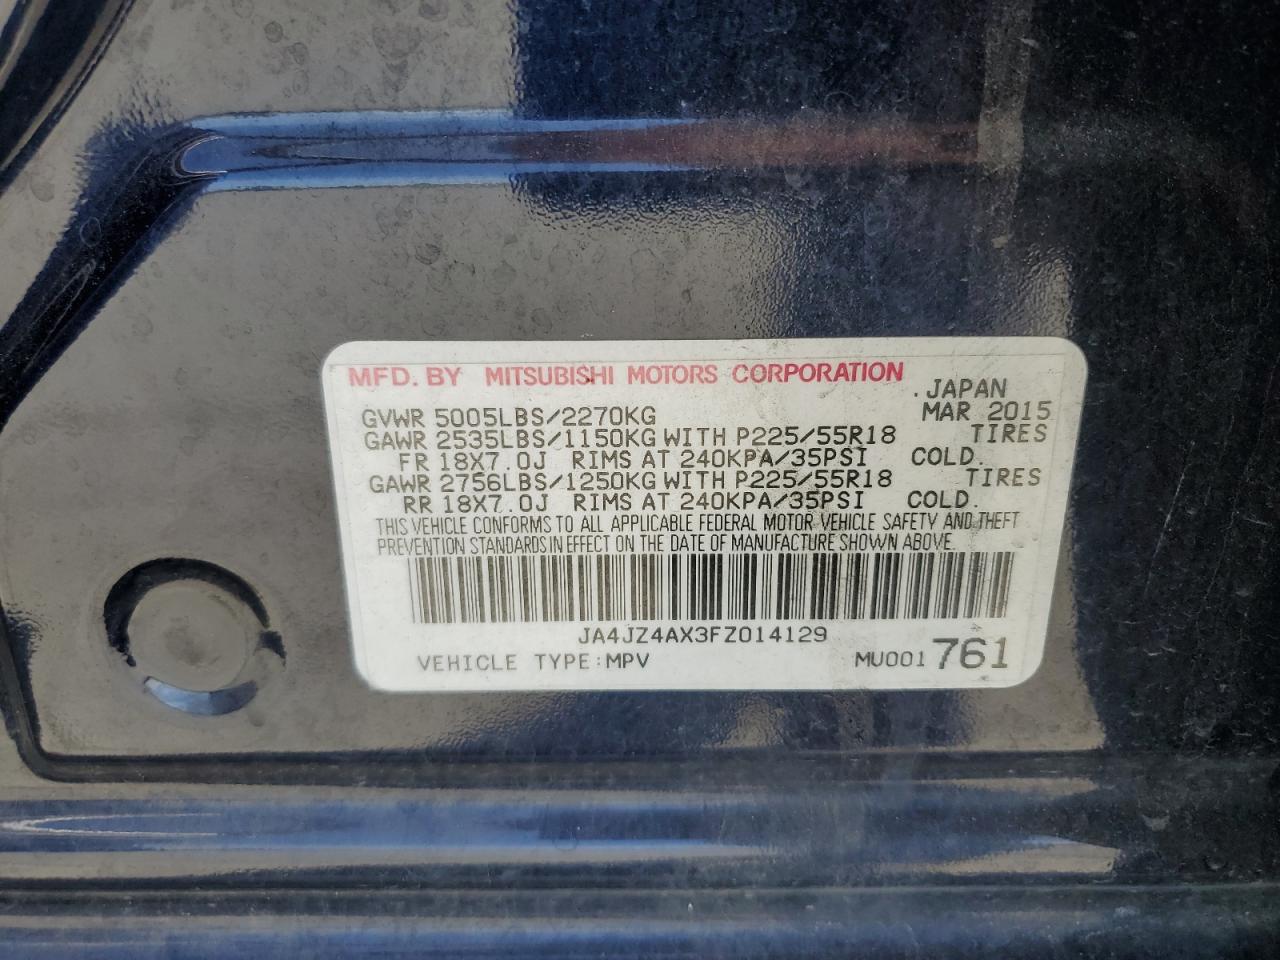 MFD. BY MITSUBISHI MOTORS CORPORATION
.JAPAN
GVWR 5005LBS/2270KG MAR 2015
GAWR 2535LBS/1150KG WITH P225/55R18 TIRES
FR 18X7.0J RIMS AT 240KPA/35PSI COLD.
GAWR 2756LBS/1250KG WITH P225/55R18 TIRES
RR 18X7.0J RIMS AT 240KPA/35PSI COLD.
THIS VEHICLE CONFORMS TO ALL APPLICABLE FEDERAL MOTOR VEHICLE SAFETY AND THEFT
PREVENTION STANDARDS IN EFFECT ON THE DATE OF MANUFACTURE SHOWN ABOVE.
JA4JZ4AX3FZ014129
VEHICLE TYPE:MPV MU001761